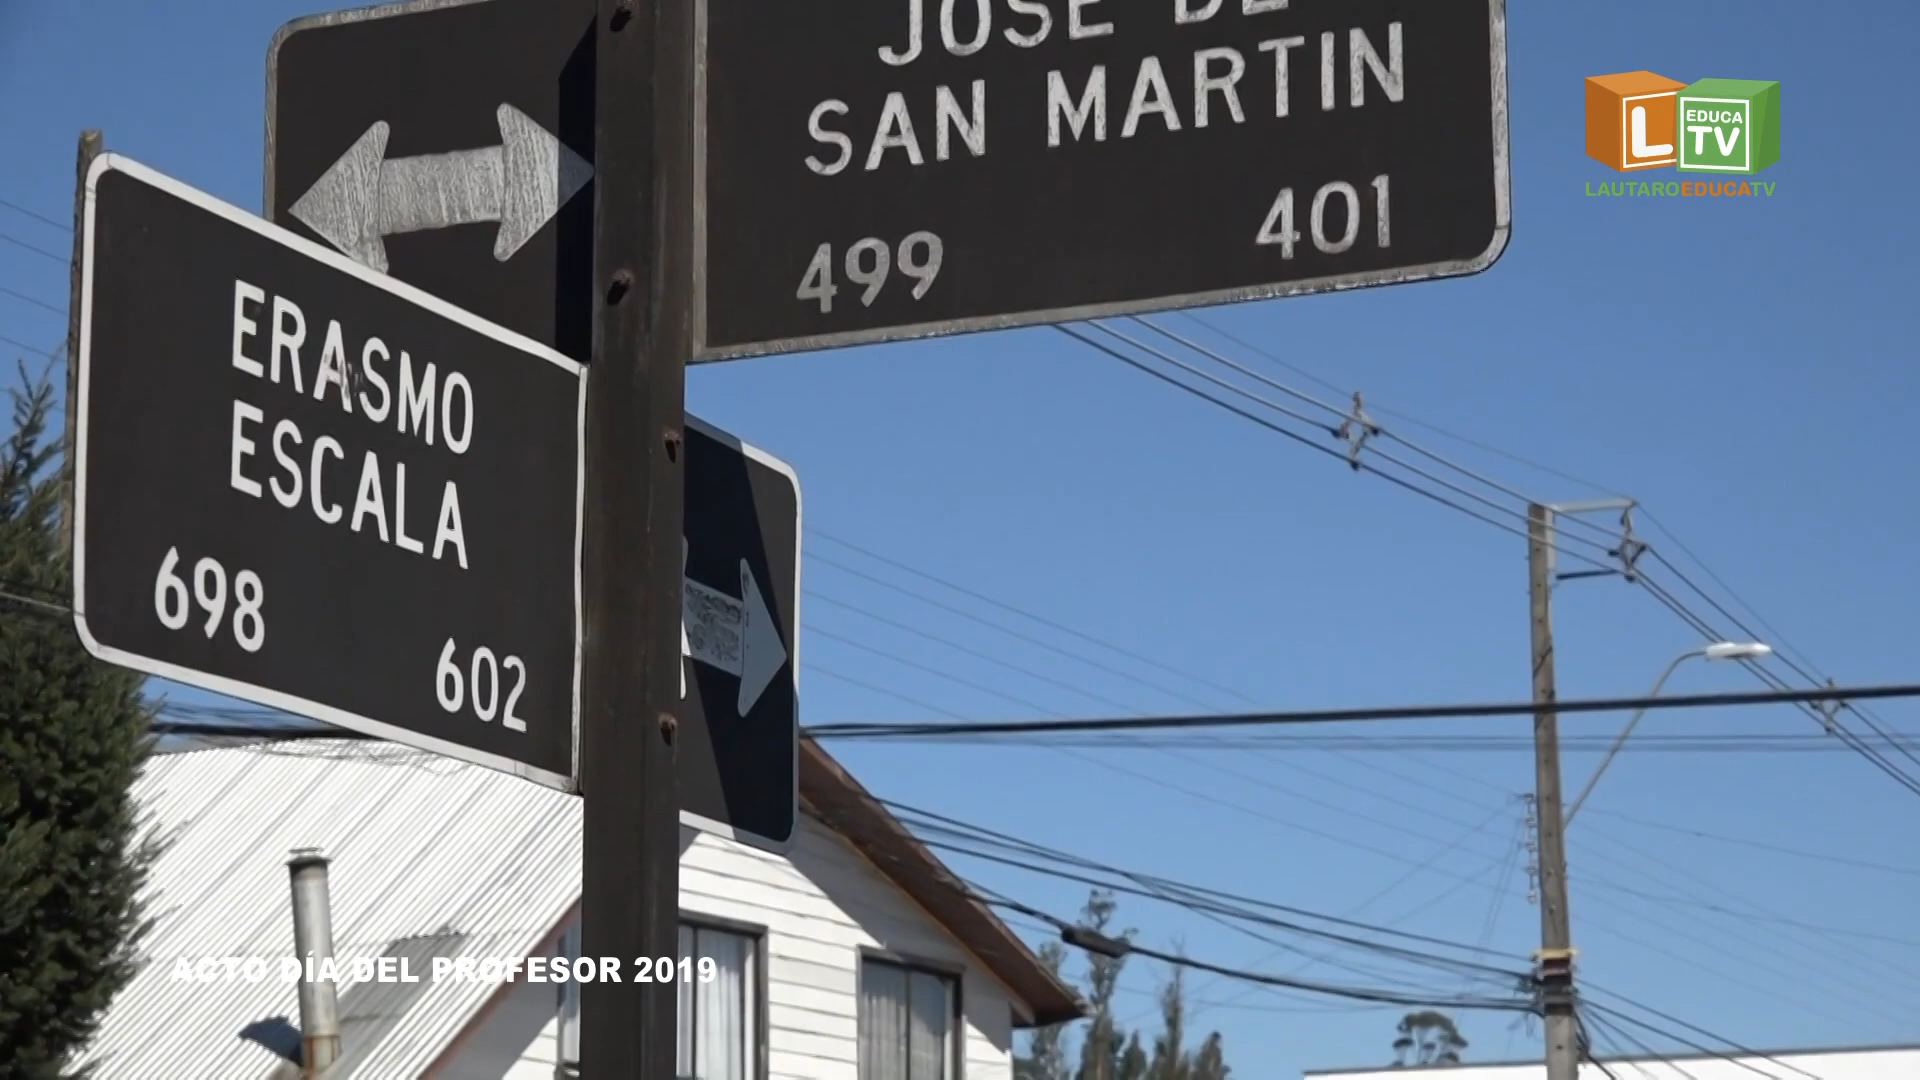 JOSE DE
SAN MARTIN
499 401
ERASMO
ESCALA
698 602
L EDUCA
TV
LAUTAROEDUCATV
ACTO DÍA DEL PROFESOR 2019